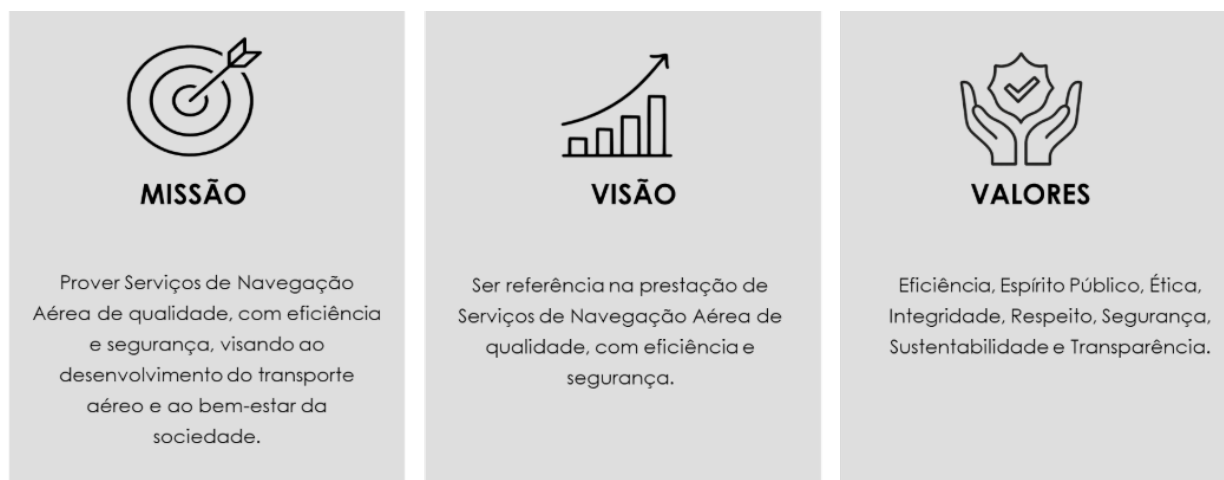 MISSÃO
Prover Serviços de Navegação
Aérea de qualidade, com eficiência
e segurança, visando ao
desenvolvimento do transporte
aéreo e ao bem-estar da
sociedade.
VISÃO
Ser referência na prestação de
Serviços de Navegação Aérea de
qualidade, com eficiência e
segurança.
VALORES
Eficiência, Espírito Público, Ética,
Integridade, Respeito, Segurança,
Sustentabilidade e Transparência.